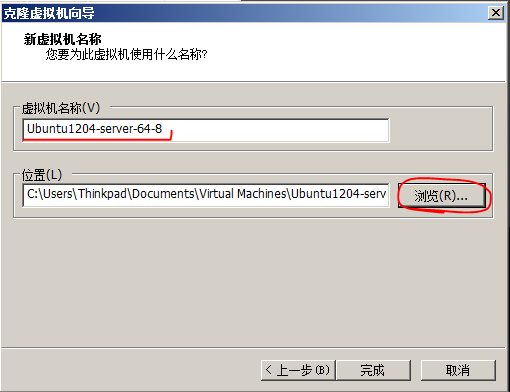 克隆虚拟机向导
新虚拟机名称
您要为此虚拟机使用什么名称?
虚拟机名称(V)
Ubuntu1204-server-64-8
位置(L)
C:\Users\Thinkpad\Documents\Virtual Machines\Ubuntu1204-serv
浏览(R)...
< 上一步(B)
完成
取消